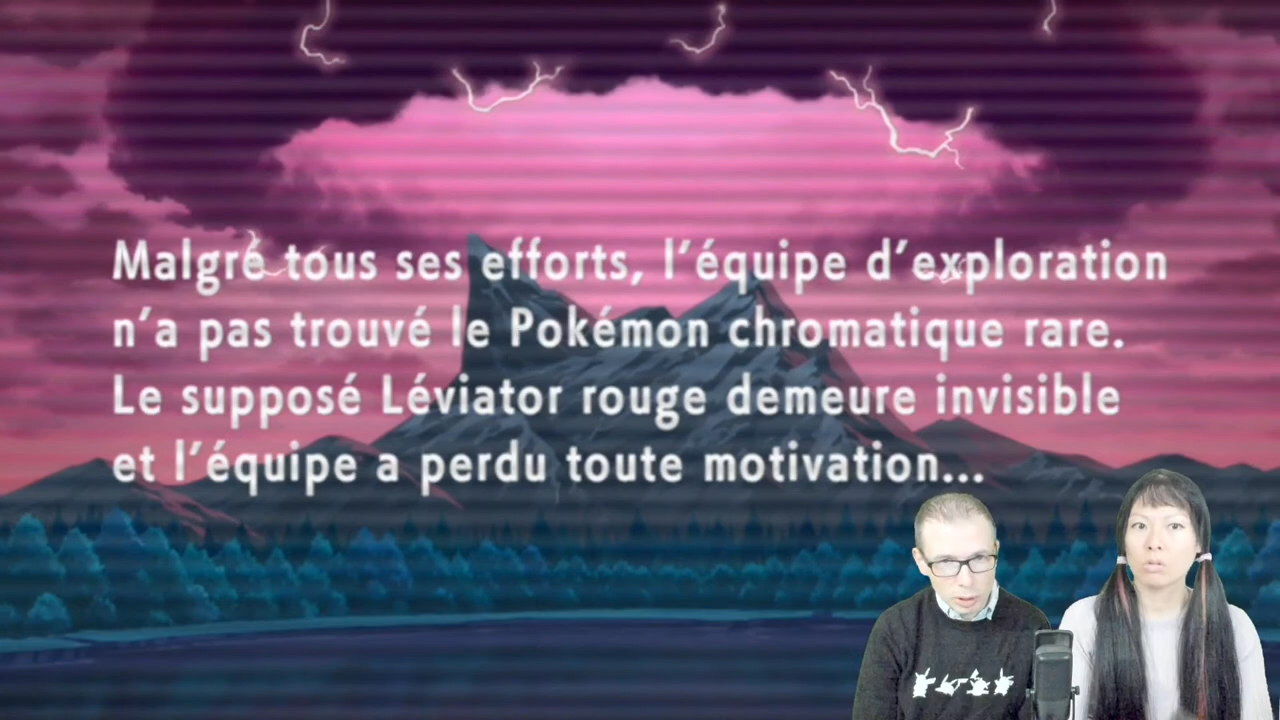 Malgré tous ses efforts, l’équipe d’exploration
n’a pas trouvé le Pokémon chromatique rare.
Le supposé Léviator rouge demeure invisible
et l’équipe a perdu toute motivation...